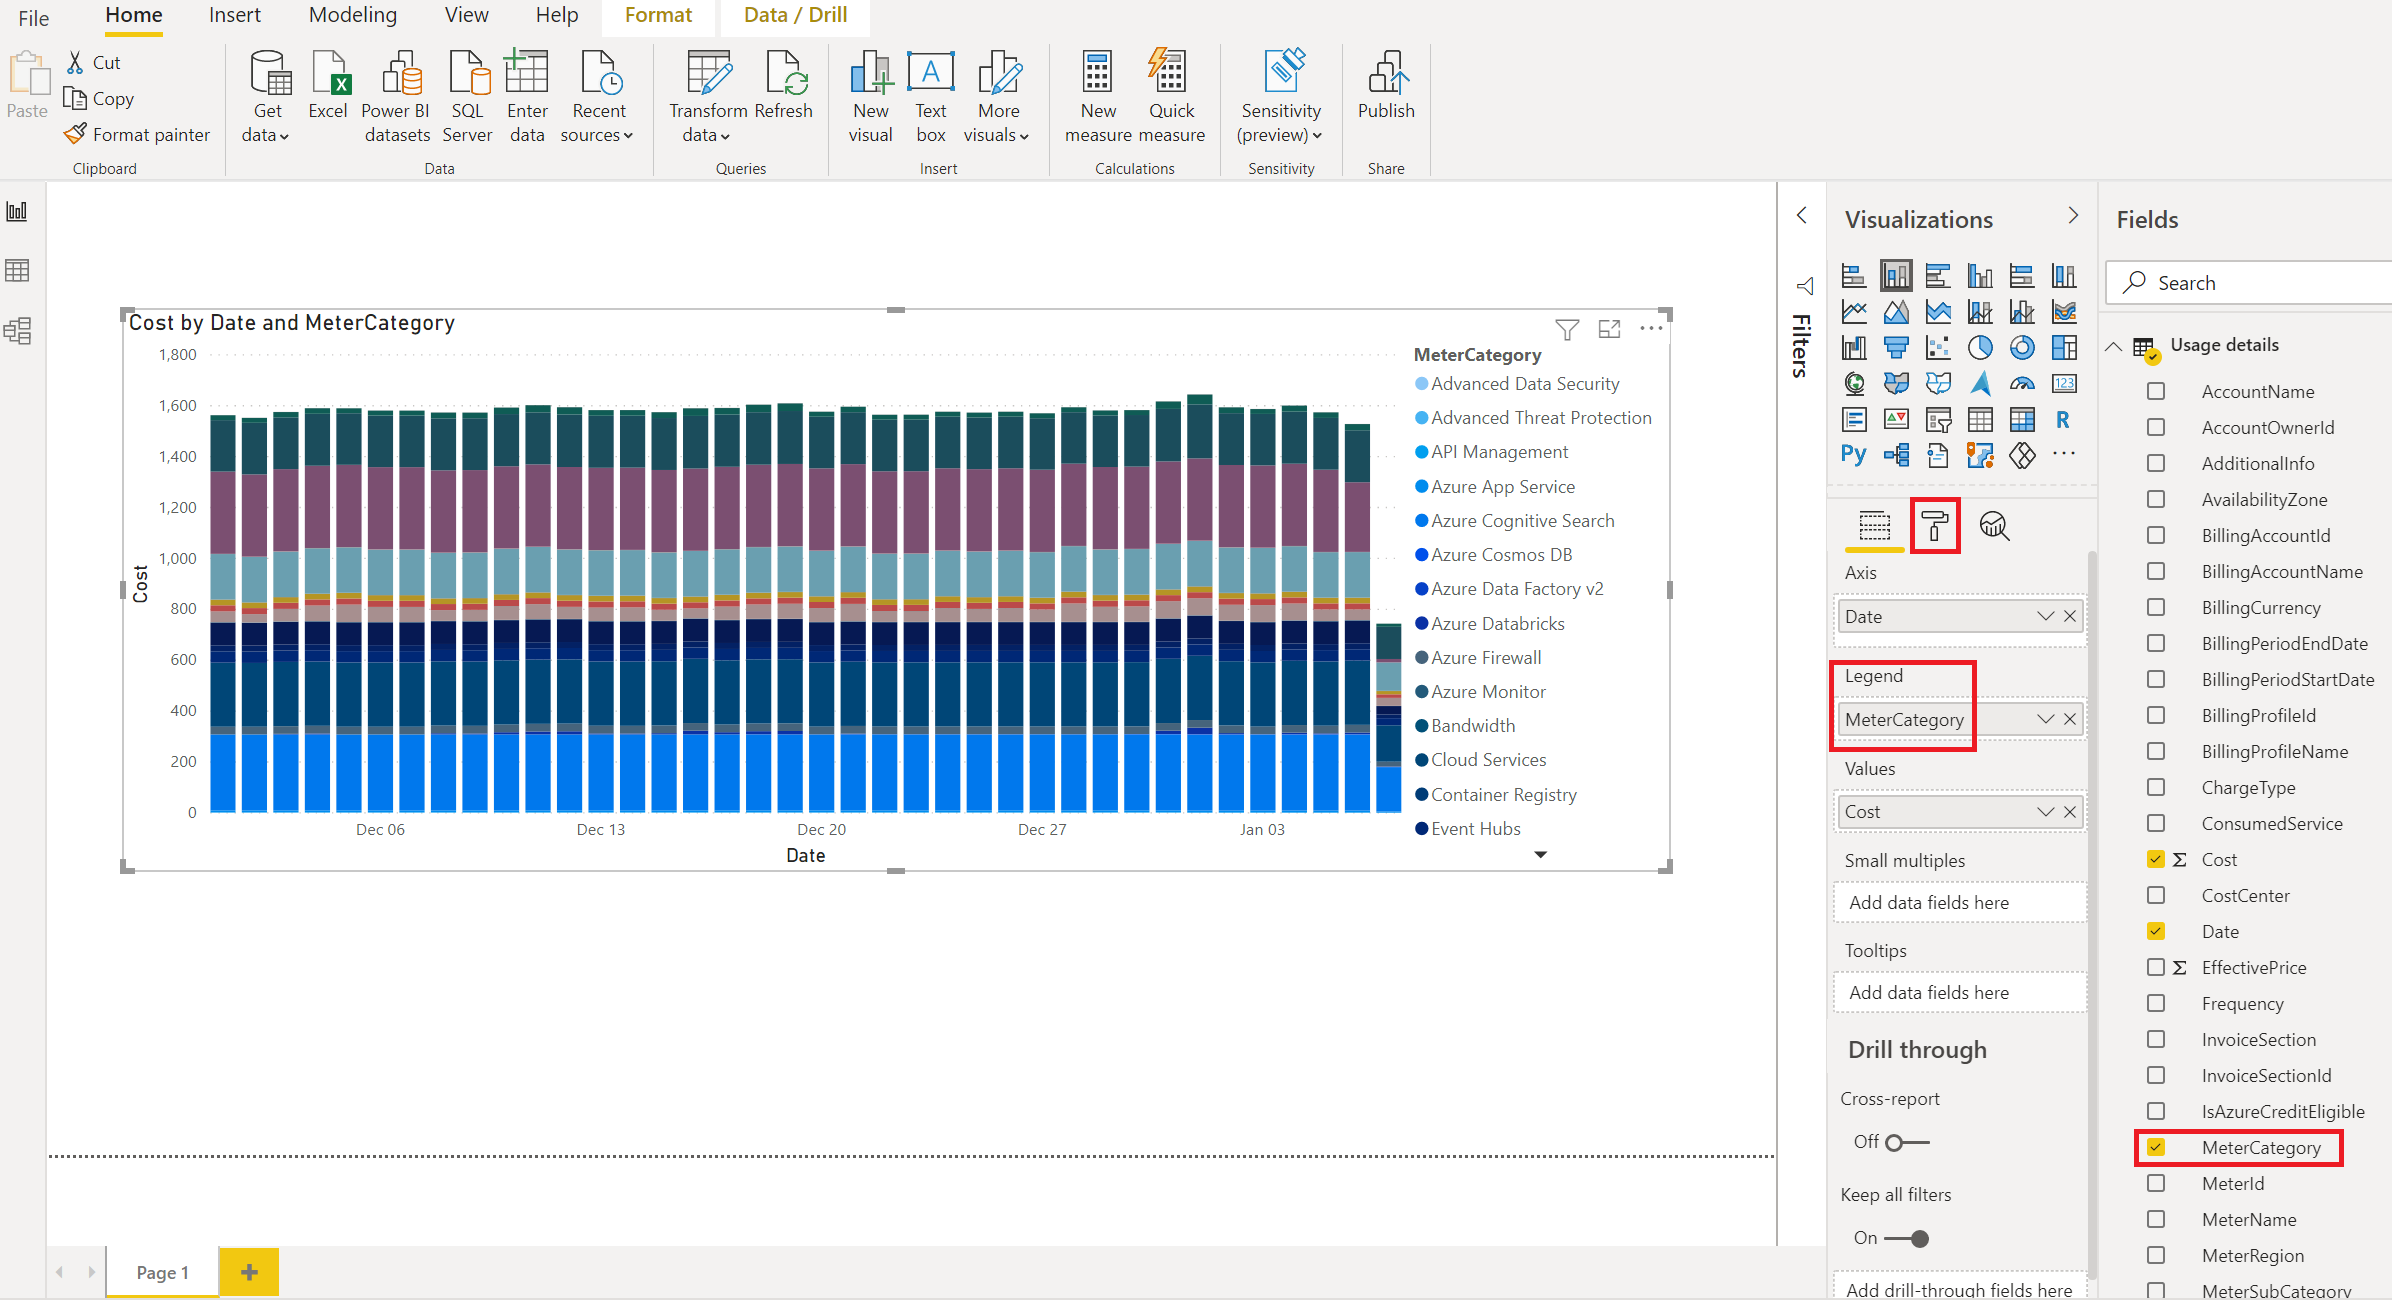 File
Home
Insert
Modeling
View
Help
Format
Data / Drill
Paste
Cut
Copy
Format painter
Clipboard
Get data
Excel
Power BI datasets
SQL Server
Enter data
Recent sources
Data
Transform data
Refresh
Queries
New visual
Text box
More visuals
Insert
New measure
Quick measure
Calculations
Sensitivity (preview)
Sensitivity
Publish
Share
Cost by Date and MeterCategory
1,800
1,600
1,400
1,200
1,000
800
600
400
200
0
Cost
Dec 06
Dec 13
Dec 20
Dec 27
Jan 03
Date
MeterCategory
Advanced Data Security
Advanced Threat Protection
API Management
Azure App Service
Azure Cognitive Search
Azure Cosmos DB
Azure Data Factory v2
Azure Databricks
Azure Firewall
Azure Monitor
Bandwidth
Cloud Services
Container Registry
Event Hubs
Page 1
Filters
Visualizations
123
R
Py
Axis
Date
Legend
MeterCategory
Values
Cost
Small multiples
Add data fields here
Tooltips
Add data fields here
Drill through
Cross-report
Off
Keep all filters
On
Add drill-through fields here
Fields
Search
Usage details
AccountName
AccountOwnerId
AdditionalInfo
AvailabilityZone
BillingAccountId
BillingAccountName
BillingCurrency
BillingPeriodEndDate
BillingPeriodStartDate
BillingProfileId
BillingProfileName
ChargeType
ConsumedService
Σ Cost
CostCenter
Date
Σ EffectivePrice
Frequency
InvoiceSection
InvoiceSectionId
IsAzureCreditEligible
MeterCategory
MeterId
MeterName
MeterRegion
MeterSubCategory